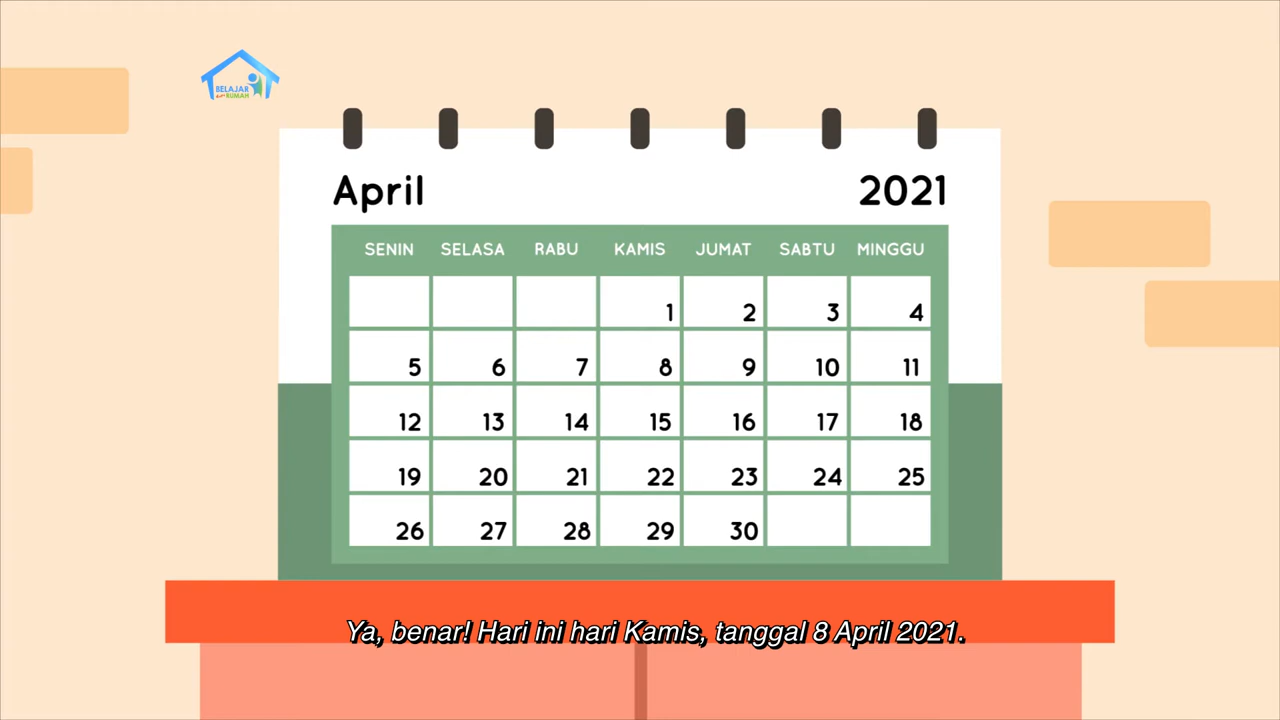 BELAJAR
dari RUMAH
April 2021
SENIN SELASA RABU KAMIS JUMAT SABTU MINGGU
1 2 3 4
5 6 7 8 9 10 11
12 13 14 15 16 17 18
19 20 21 22 23 24 25
26 27 28 29 30
Ya, benar! Hari ini hari Kamis, tanggal 8 April 2021.